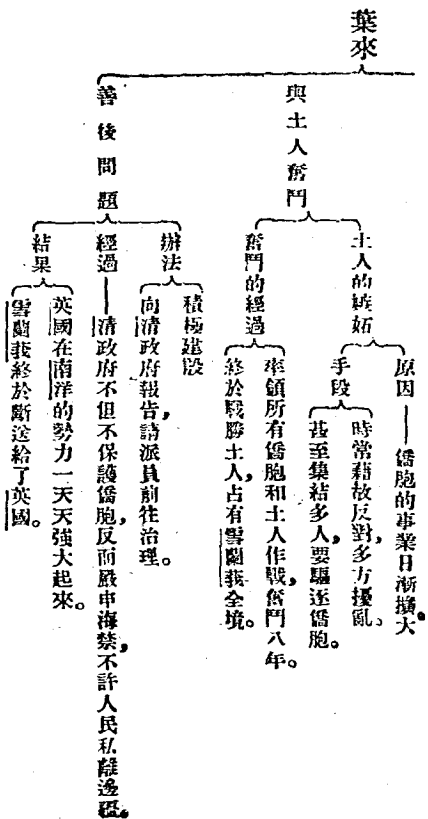 葉來
與土人奮鬥
土人的嫉妬
原因——僑胞的事業日漸擴大。
手段
時常藉故反對，多方擾亂。
甚至集結多人，要驅逐僑胞。
奮鬥的經過
率領所有僑胞和土人作戰，奮鬥八年。
終於戰勝土人，占有雪蘭莪全境。
善後問題
辦法
積極建設
向清政府報告，請派員前往治理。
經過——清政府不但不保護僑胞，反而嚴申海禁，不許人民私離邊疆。
結果
英國在南洋的勢力一天天強大起來。
雪蘭莪終於斷送給了英國。